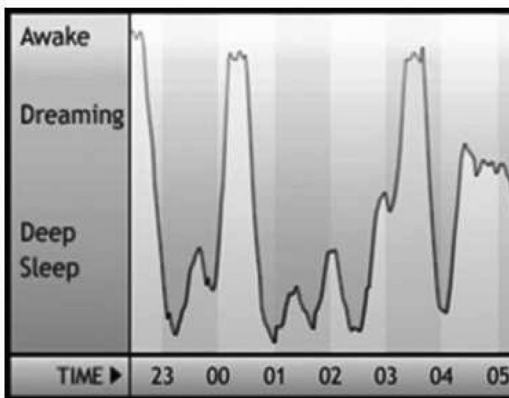 Awake
Dreaming
Deep
Sleep
TIME ▶ 23 00 01 02 03 04 05